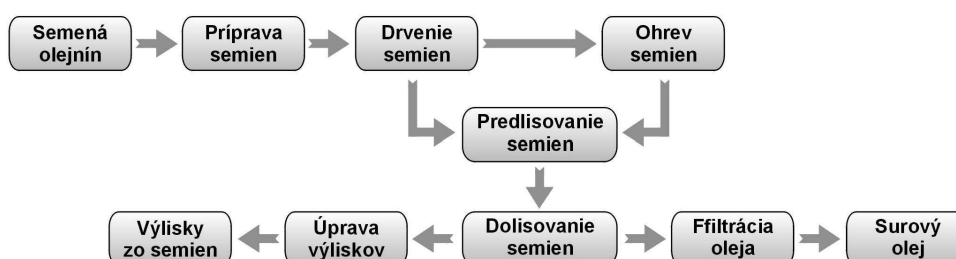 Semená
olejnín
Príprava
semien
Drvenie
semien
Ohrev
semien
Predlisovanie
semien
Výlisky
zo semien
Úprava
výliskov
Dolisovanie
semien
Ffiltrácia
oleja
Surový
olej